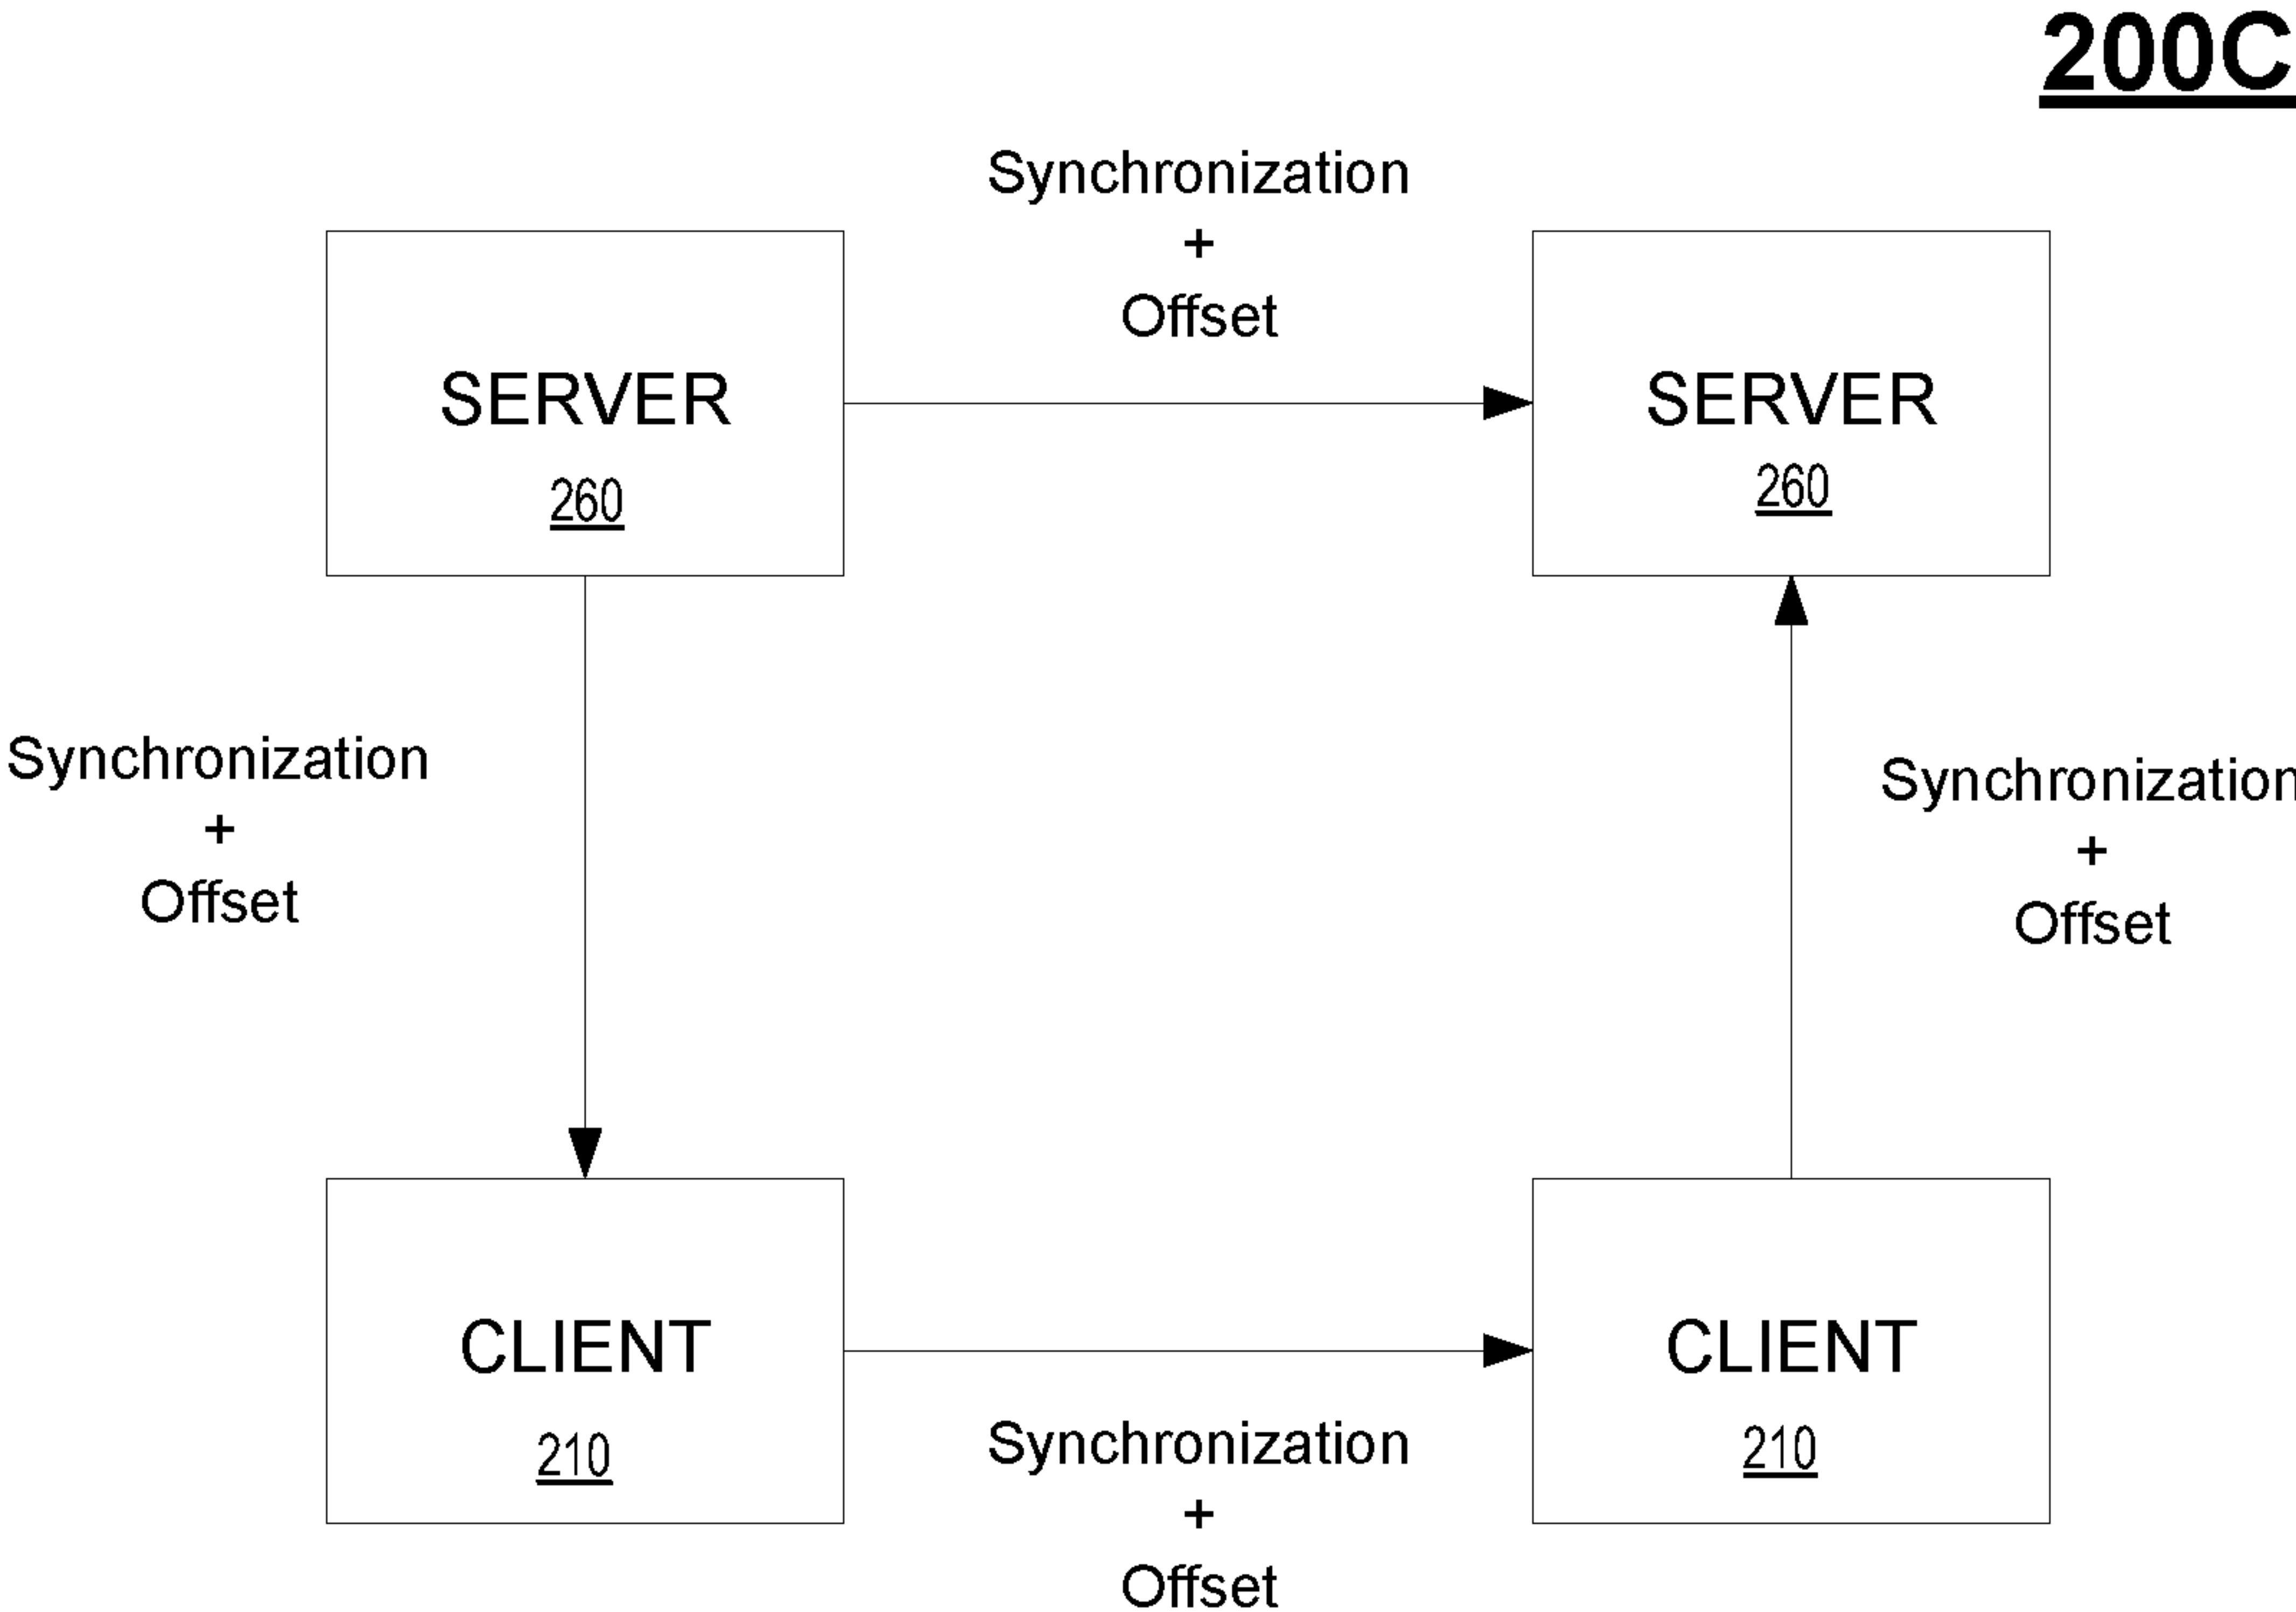 200C
Synchronization
+
Offset
SERVER
260
SERVER
260
Synchronization
+
Offset
Synchronization
+
Offset
CLIENT
210
CLIENT
210
Synchronization
+
Offset